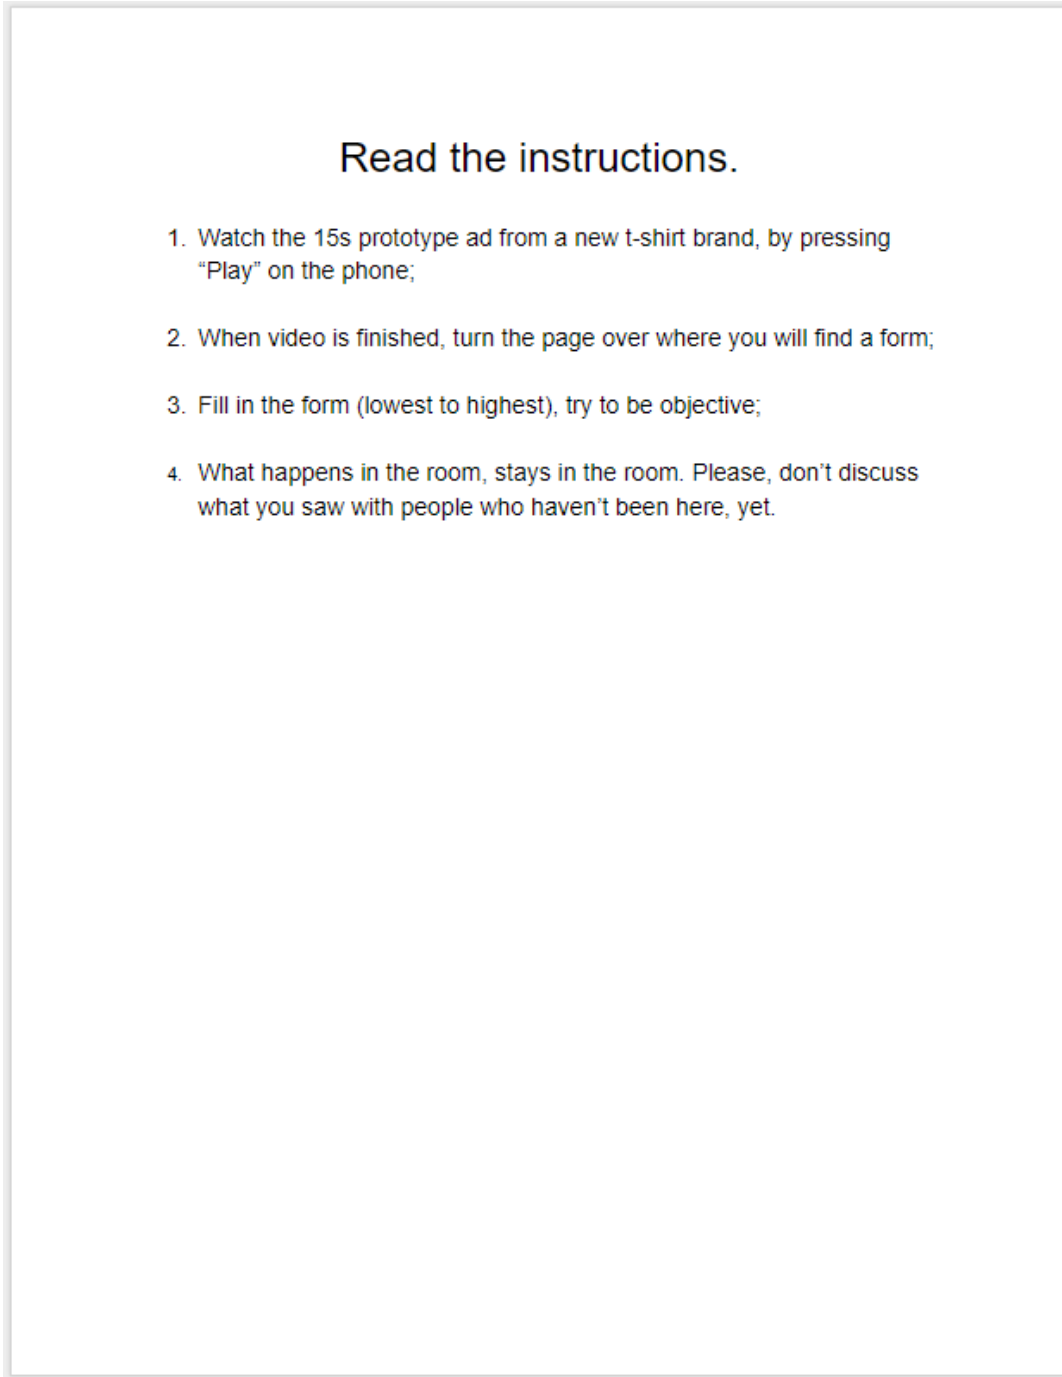 Read the instructions.
1. Watch the 15s prototype ad from a new t-shirt brand, by pressing
“Play” on the phone;
2. When video is finished, turn the page over where you will find a form;
3. Fill in the form (lowest to highest), try to be objective;
4. What happens in the room, stays in the room. Please, don’t discuss
what you saw with people who haven’t been here, yet.